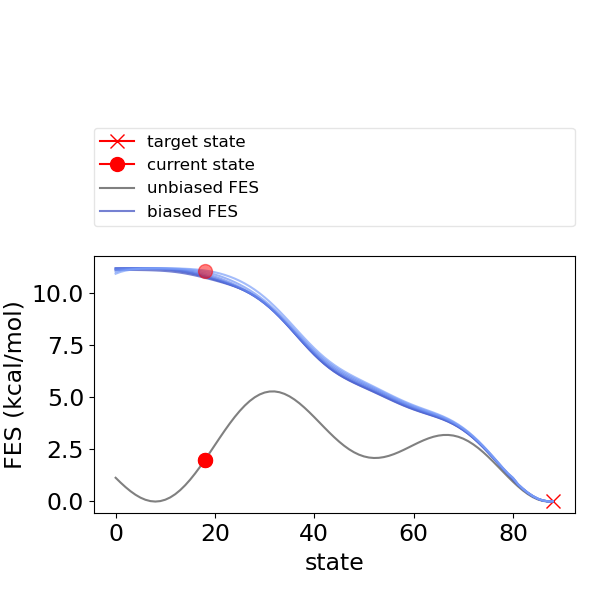 target state
current state
unbiased FES
biased FES
10.0
7.5
5.0
2.5
0.0
FES (kcal/mol)
0 20 40 60 80
state